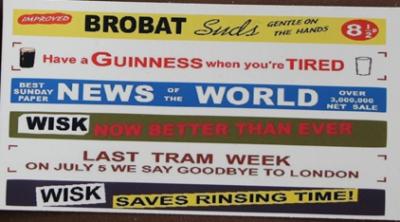 IMPROVED BROBAT Suds GENTLE ON THE HANDS 8½P
Have a GUINNESS when you're TIRED
BEST SUNDAY PAPER NEWS OF THE WORLD OVER 3,000,000 NET SALE
WISK NOW BETTER THAN EVER
LAST TRAM WEEK
ON JULY 5 WE SAY GOODBYE TO LONDON
WISK SAVES RINSING TIME!